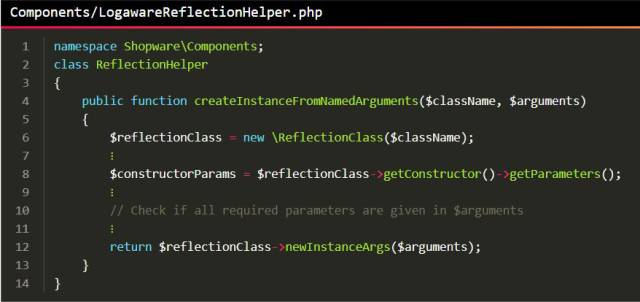 Components/LogawareReflectionHelper.php
1 namespace Shopware\Components;
2 class ReflectionHelper
3 {
4 public function createInstanceFromNamedArguments($className, $arguments)
5 {
6 $reflectionClass = new \ReflectionClass($className);
7 ⋮
8 $constructorParams = $reflectionClass->getConstructor()->getParameters();
9 ⋮
10 // Check if all required parameters are given in $arguments
11 ⋮
12 return $reflectionClass->newInstanceArgs($arguments);
13 }
14 }